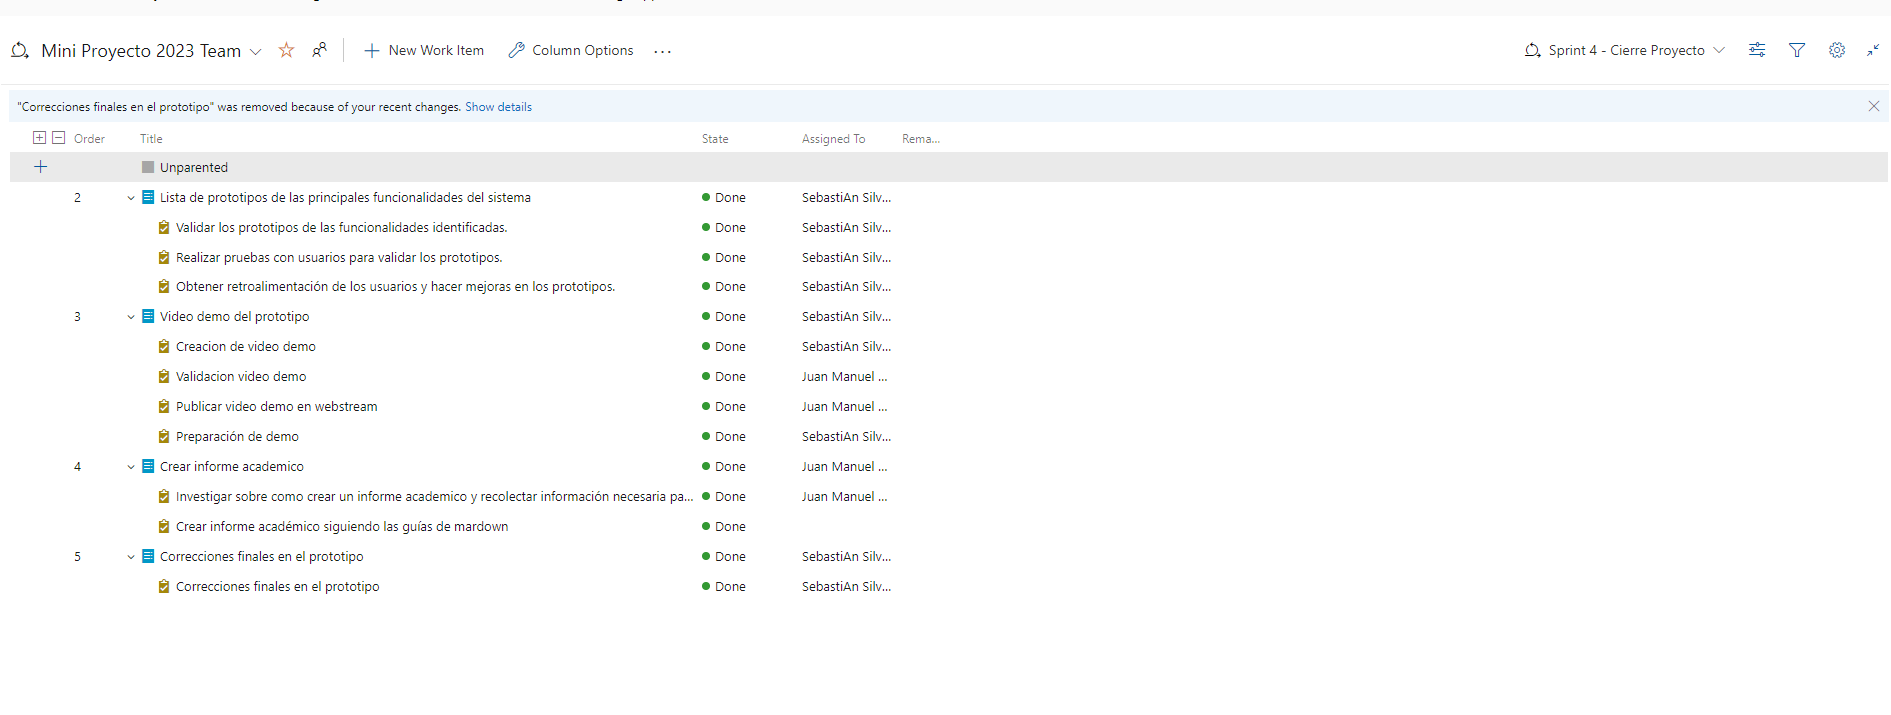 Mini Proyecto 2023 Team New Work Item Column Options ... Sprint 4 - Cierre Proyecto
"Correcciones finales en el prototipo" was removed because of your recent changes. Show details
Order Title State Assigned To Rema...
Unparented
2 Lista de prototipos de las principales funcionalidades del sistema Done SebastiAn Silv...
Validar los prototipos de las funcionalidades identificadas. Done SebastiAn Silv...
Realizar pruebas con usuarios para validar los prototipos. Done SebastiAn Silv...
Obtener retroalimentación de los usuarios y hacer mejoras en los prototipos. Done SebastiAn Silv...
3 Video demo del prototipo Done SebastiAn Silv...
Creacion de video demo Done SebastiAn Silv...
Validacion video demo Done Juan Manuel ...
Publicar video demo en webstream Done Juan Manuel ...
Preparación de demo Done SebastiAn Silv...
4 Crear informe academico Done Juan Manuel ...
Investigar sobre como crear un informe academico y recolectar información necesaria pa... Done Juan Manuel ...
Crear informe académico siguiendo las guías de mardown Done
5 Correcciones finales en el prototipo Done SebastiAn Silv...
Correcciones finales en el prototipo Done SebastiAn Silv...